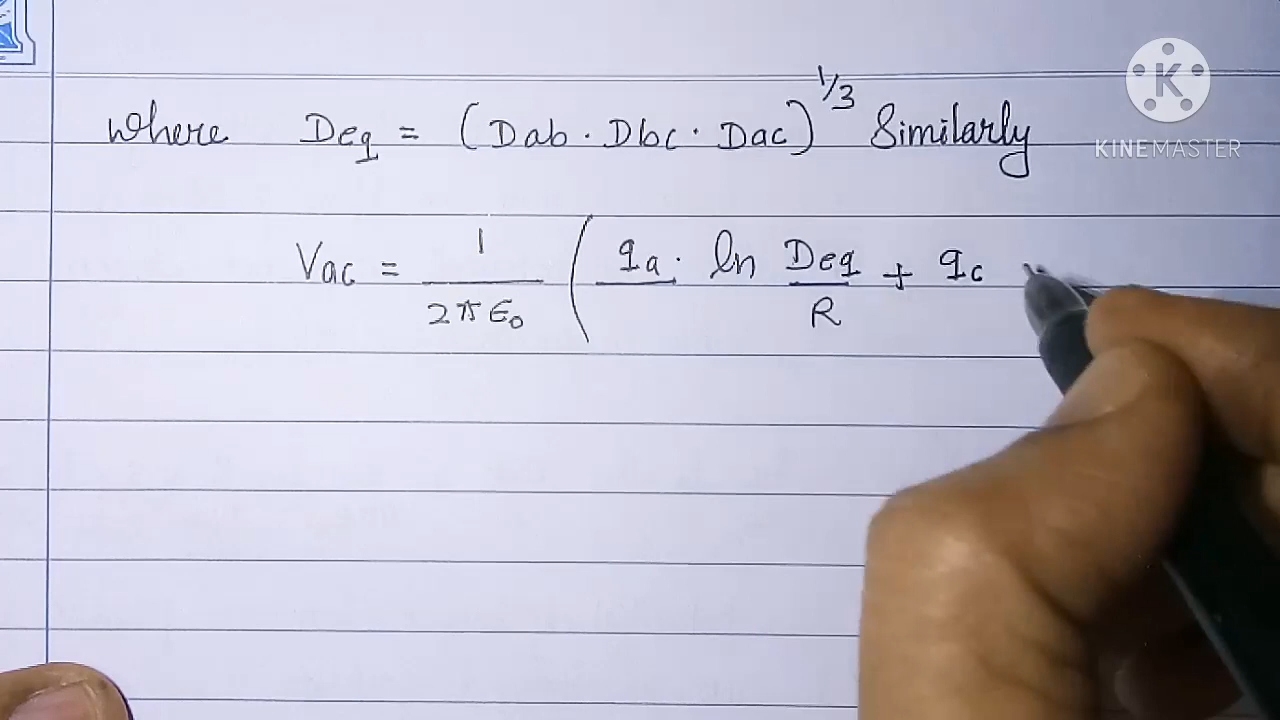 where Deq = (Dab · Dbc · Dac)^1/3 Similarly
Vac = 1/2πε0 ( qa · ln Deq/R + qc
K
KINEMASTER